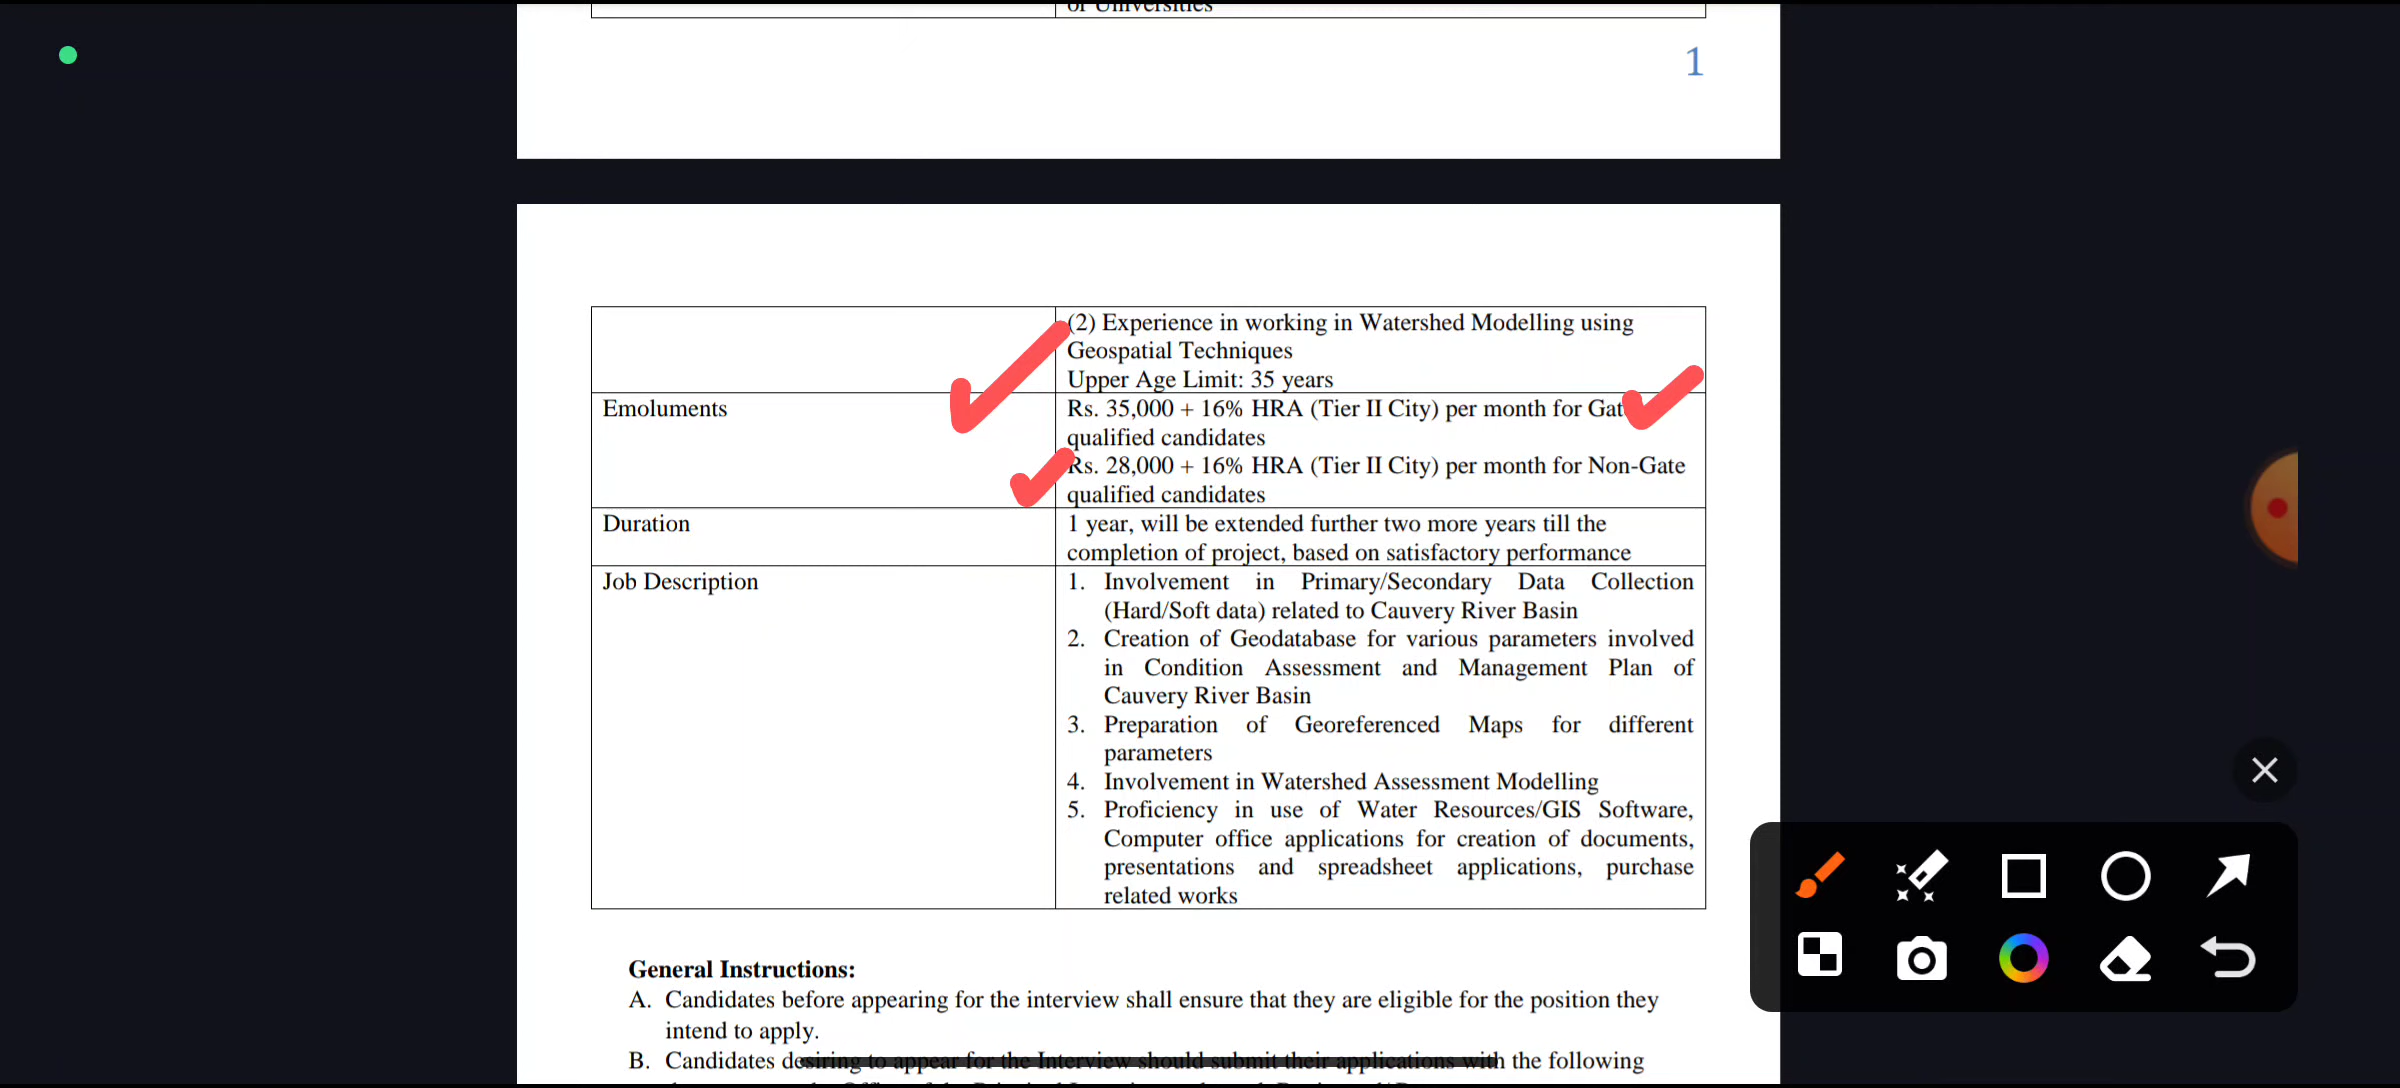 of Universities
1
(2) Experience in working in Watershed Modelling using
Geospatial Techniques
Upper Age Limit: 35 years
Emoluments
Rs. 35,000 + 16% HRA (Tier II City) per month for Gate
qualified candidates
Rs. 28,000 + 16% HRA (Tier II City) per month for Non-Gate
qualified candidates
Duration
1 year, will be extended further two more years till the
completion of project, based on satisfactory performance
Job Description
1. Involvement in Primary/Secondary Data Collection
(Hard/Soft data) related to Cauvery River Basin
2. Creation of Geodatabase for various parameters involved
in Condition Assessment and Management Plan of
Cauvery River Basin
3. Preparation of Georeferenced Maps for different
parameters
4. Involvement in Watershed Assessment Modelling
5. Proficiency in use of Water Resources/GIS Software,
Computer office applications for creation of documents,
presentations and spreadsheet applications, purchase
related works
General Instructions:
A. Candidates before appearing for the interview shall ensure that they are eligible for the position they
intend to apply.
B. Candidates desiring to appear for the Interview should submit their applications with the following